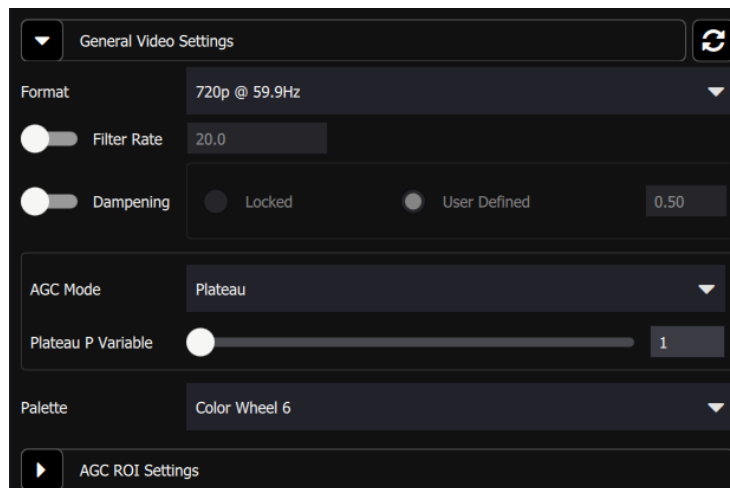 General Video Settings
Format 720p @ 59.9Hz
Filter Rate 20.0
Dampening Locked User Defined 0.50
AGC Mode Plateau
Plateau P Variable 1
Palette Color Wheel 6
AGC ROI Settings